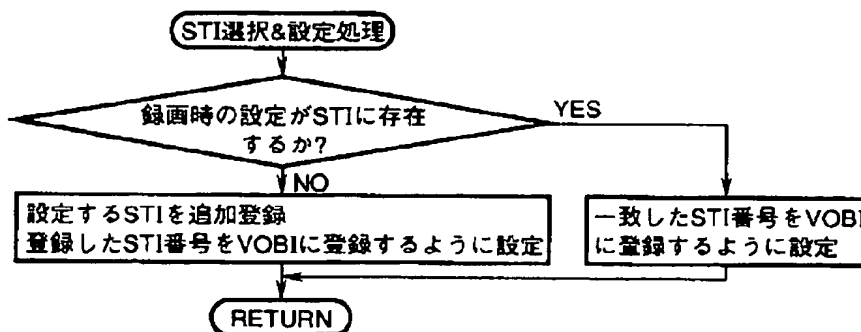 STI選択&設定処理
録画時の設定がSTIに存在
するか?
YES
NO
設定するSTIを追加登録
登録したSTI番号をVOBIに登録するように設定
一致したSTI番号をVOBI
に登録するように設定
RETURN